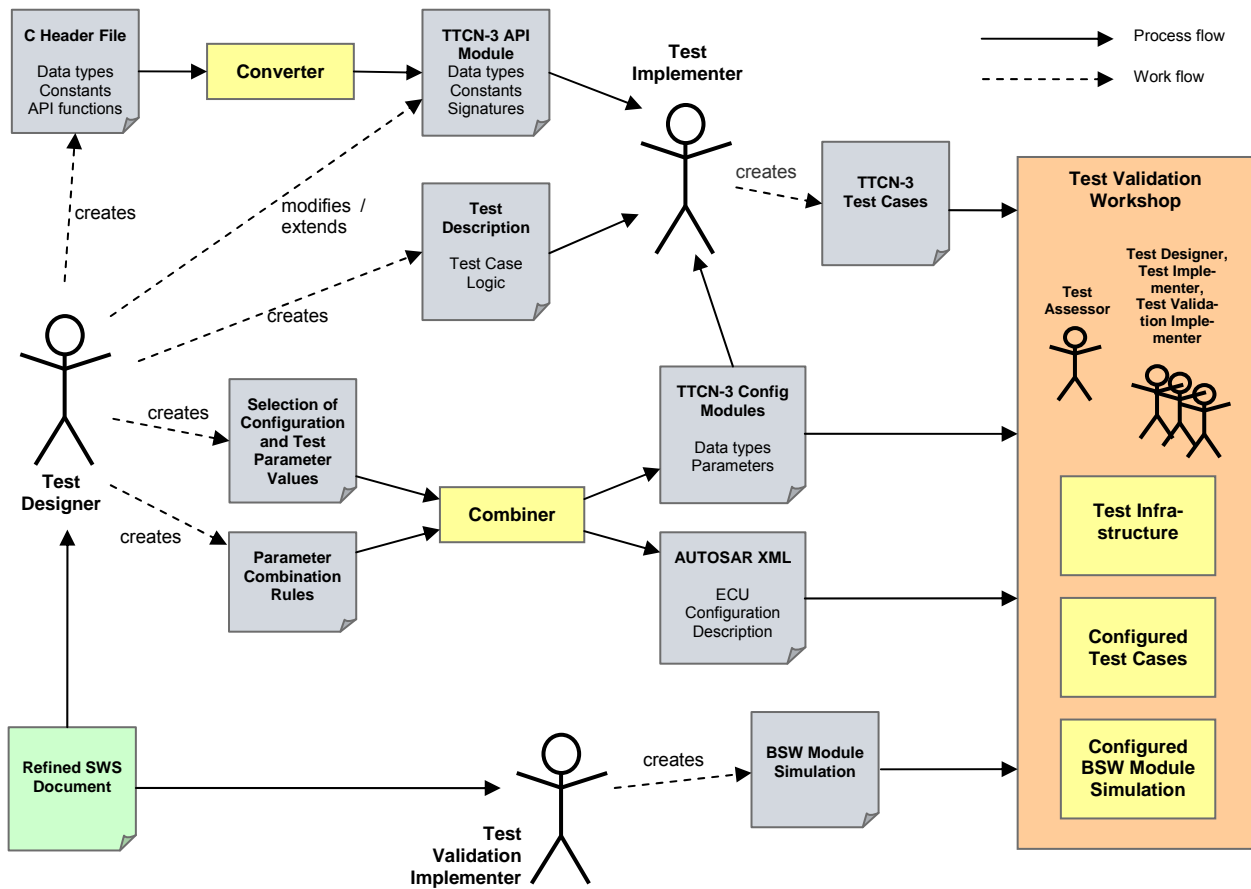 C Header File
Data types
Constants
API functions
Converter
TTCN-3 API
Module
Data types
Constants
Signatures
Test
Implementer
Process flow
Work flow
creates
modifies /
extends
Test
Description
Test Case
Logic
creates
creates
TTCN-3
Test Cases
Test Validation
Workshop
Test
Assessor
Test Designer,
Test Imple-
menter,
Test Valida-
tion Imple-
menter
Test
Designer
creates
Selection of
Configuration
and Test
Parameter
Values
creates
Parameter
Combination
Rules
Combiner
TTCN-3 Config
Modules
Data types
Parameters
AUTOSAR XML
ECU
Configuration
Description
Test Infra-
structure
Configured
Test Cases
Configured
BSW Module
Simulation
Refined SWS
Document
Test
Validation
Implementer
creates
BSW Module
Simulation